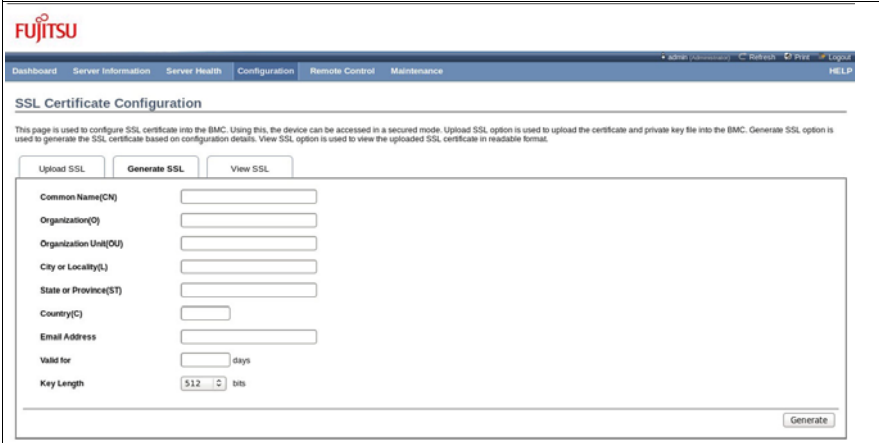 FUJITSU
admin (Administrator) Refresh Print Logout
Dashboard Server Information Server Health Configuration Remote Control Maintenance HELP
SSL Certificate Configuration
This page is used to configure SSL certificate into the BMC. Using this, the device can be accessed in a secured mode. Upload SSL option is used to upload the certificate and private key file into the BMC. Generate SSL option is
used to generate the SSL certificate based on configuration details. View SSL option is used to view the uploaded SSL certificate in readable format.
Upload SSL Generate SSL View SSL
Common Name(CN)
Organization(O)
Organization Unit(OU)
City or Locality(L)
State or Province(ST)
Country(C)
Email Address
Valid for days
Key Length 512 bits
Generate